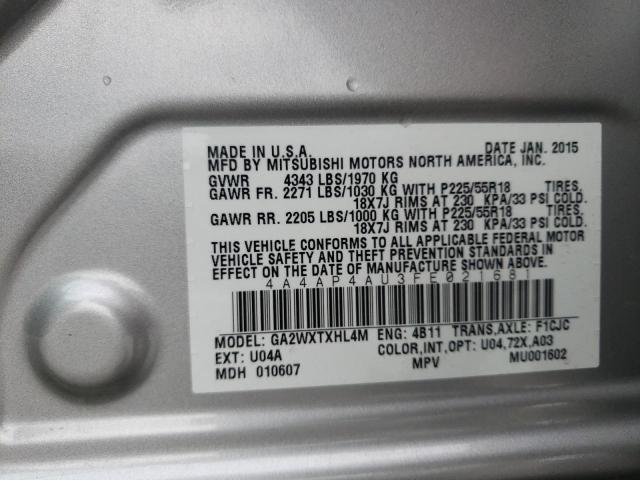 MADE IN U.S.A. DATE JAN. 2015
MFD BY MITSUBISHI MOTORS NORTH AMERICA, INC.
GVWR 4343 LBS/1970 KG
GAWR FR. 2271 LBS/1030 KG WITH P225/55R18 TIRES,
18X7J RIMS AT 230 KPA/33 PSI COLD.
GAWR RR. 2205 LBS/1000 KG WITH P225/55R18 TIRES,
18X7J RIMS AT 230 KPA/33 PSI COLD.
THIS VEHICLE CONFORMS TO ALL APPLICABLE FEDERAL MOTOR
VEHICLE SAFETY AND THEFT PREVENTION STANDARDS IN
EFFECT ON THE DATE OF MANUFACTURE SHOWN ABOVE.
4A4AP4AU3FE021681
MODEL: GA2WXTXHL4M ENG: 4B11 TRANS,AXLE: F1CJC
EXT: U04A COLOR,INT,OPT: U04,72X,A03
MDH 010607 MPV MU001602